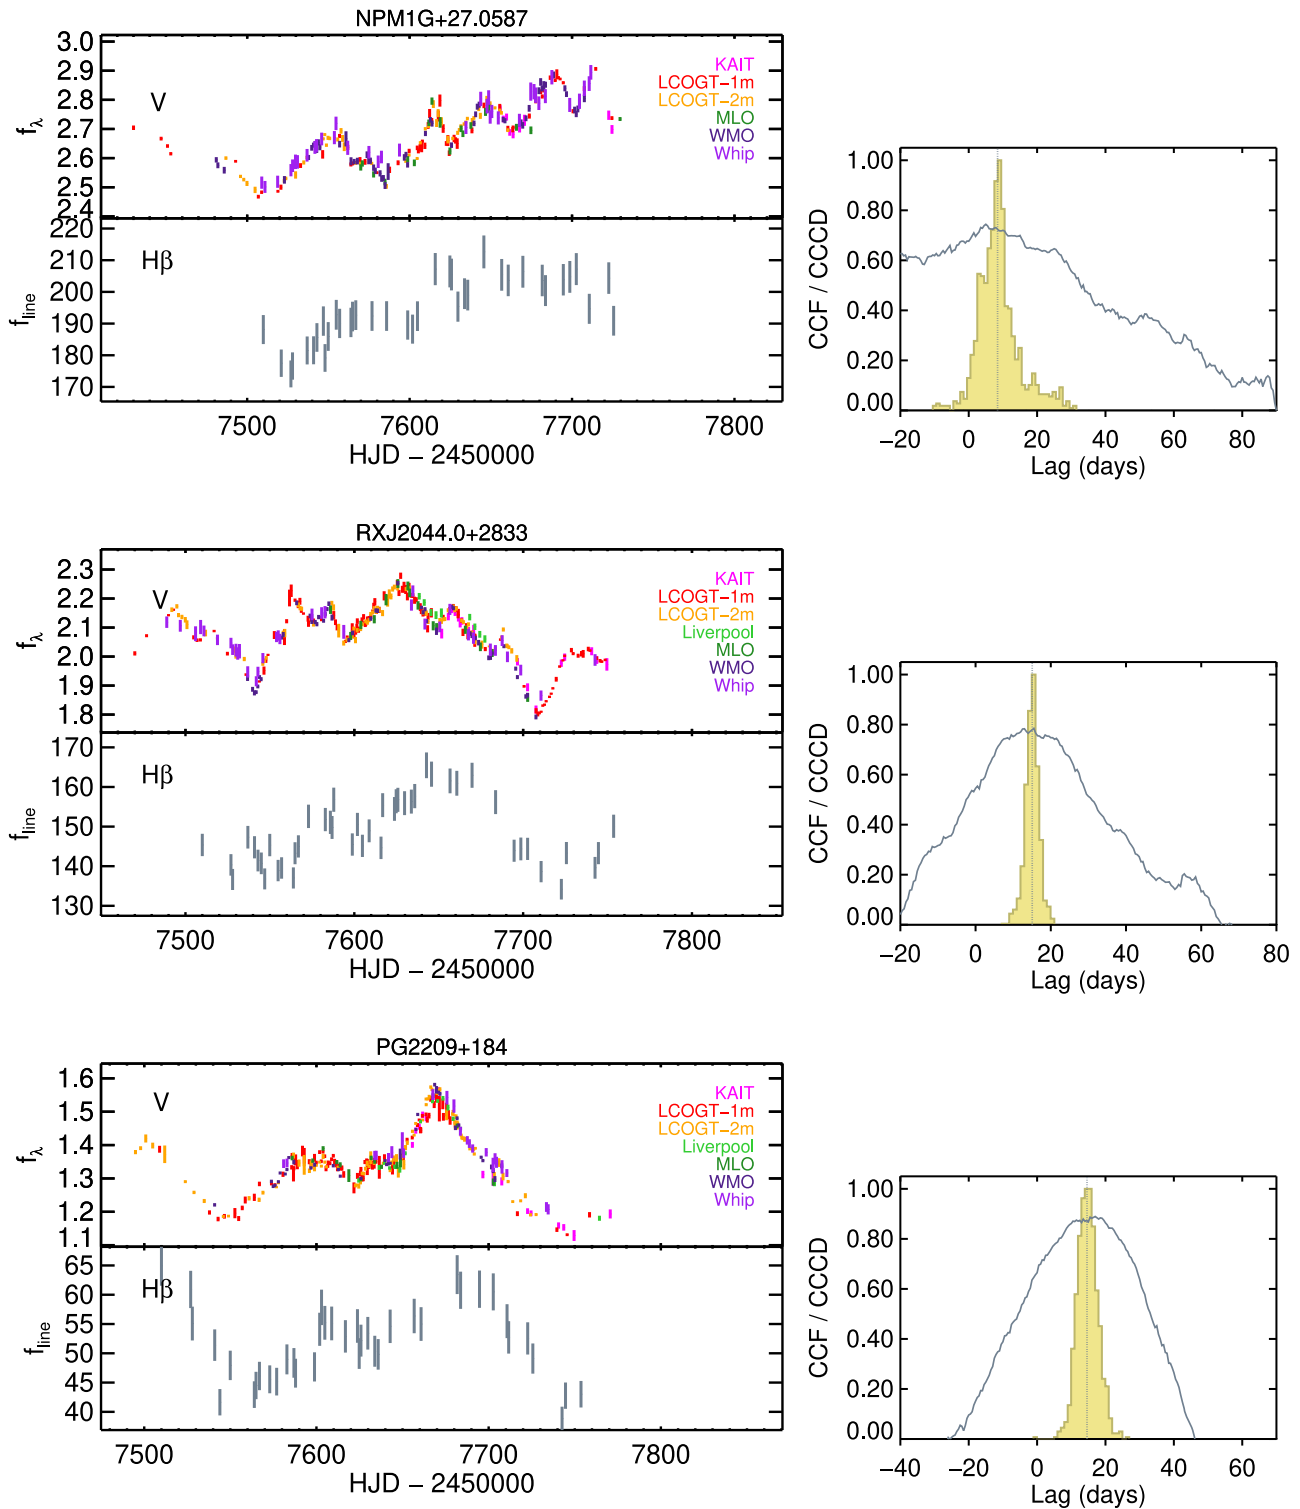 NPM1G+27.0587
3.0
2.9
2.8
2.7
2.6
2.5
2.4
fλ
V
KAIT
LCOGT−1m
LCOGT−2m
MLO
WMO
Whip
220
210
200
190
180
170
fline
Hβ
7500 7600 7700 7800
HJD − 2450000
1.00
0.80
0.60
0.40
0.20
0.00
CCF / CCCD
−20 0 20 40 60 80
Lag (days)
RXJ2044.0+2833
2.3
2.2
2.1
2.0
1.9
1.8
fλ
V
KAIT
LCOGT−1m
LCOGT−2m
Liverpool
MLO
WMO
Whip
170
160
150
140
130
fline
Hβ
7500 7600 7700 7800
HJD − 2450000
1.00
0.80
0.60
0.40
0.20
0.00
CCF / CCCD
−20 0 20 40 60 80
Lag (days)
PG2209+184
1.6
1.5
1.4
1.3
1.2
1.1
fλ
V
KAIT
LCOGT−1m
LCOGT−2m
Liverpool
MLO
WMO
Whip
65
60
55
50
45
40
fline
Hβ
7500 7600 7700 7800
HJD − 2450000
1.00
0.80
0.60
0.40
0.20
0.00
CCF / CCCD
−40 −20 0 20 40 60
Lag (days)